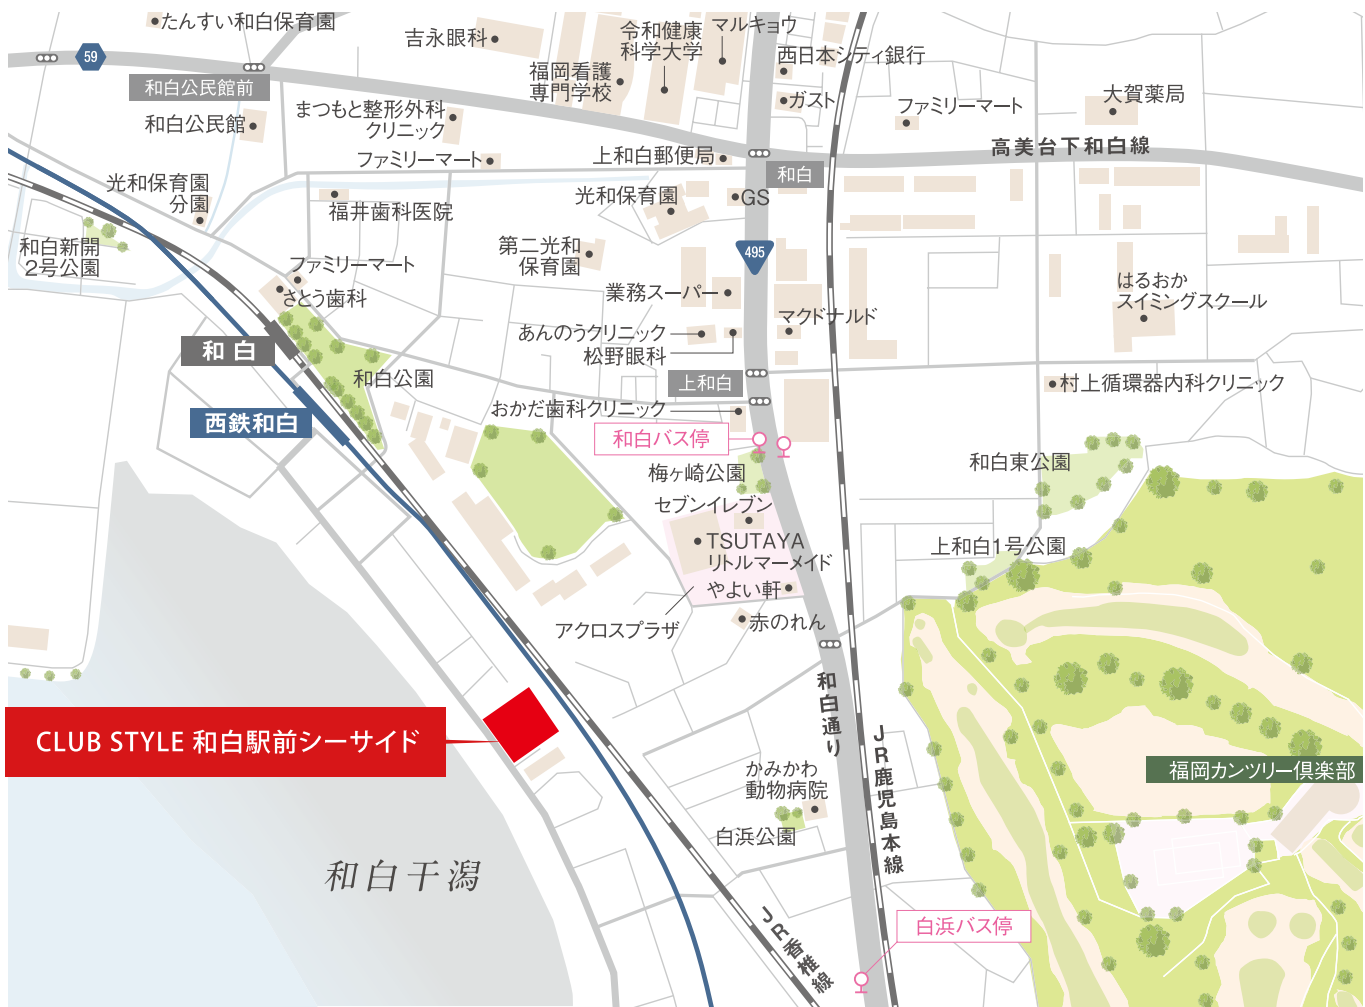 たんすい和白保育園
吉永眼科
令和健康
科学大学
マルキョウ
西日本シティ銀行
59
和白公民館前
福岡看護
専門学校
ガスト
ファミリーマート
大賀薬局
和白公民館
まつもと整形外科
クリニック
ファミリーマート
上和白郵便局
高美台下和白線
和白
光和保育園
分園
福井歯科医院
光和保育園
GS
和白新開
2号公園
ファミリーマート
さとう歯科
第二光和
保育園
495
業務スーパー
はるおか
スイミングスクール
マクドナルド
あんのうクリニック
松野眼科
和白
和白公園
上和白
村上循環器内科クリニック
西鉄和白
おかだ歯科クリニック
和白バス停
梅ヶ崎公園
和白東公園
セブンイレブン
TSUTAYA
リトルマーメイド
やよい軒
上和白1号公園
アクロスプラザ
赤のれん
和白通り
CLUB STYLE 和白駅前シーサイド
JR鹿児島本線
かみかわ
動物病院
福岡カンツリー倶楽部
白浜公園
和白干潟
JR香椎線
白浜バス停